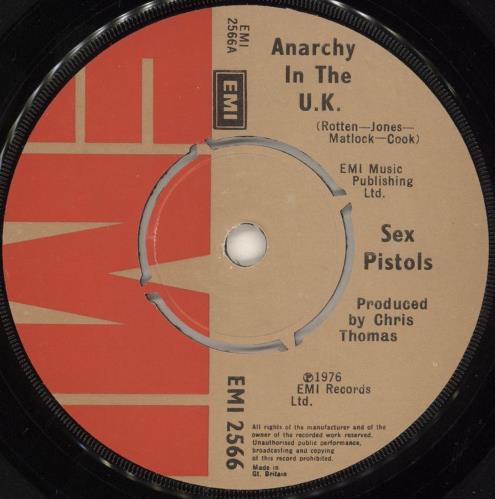 Anarchy
In The
U.K.
(Rotten—Jones—
Matlock—Cook)
EMI
2566A
EMI
EMI Music
Publishing
Ltd.
Sex
Pistols
Produced
by Chris
Thomas
℗1976
EMI Records
Ltd.
EMI 2566
All rights of the manufacturer and of the
owner of the recorded work reserved.
Unauthorised public performance,
broadcasting and copying
of this record prohibited.
Made in
Gt. Britain
EMI